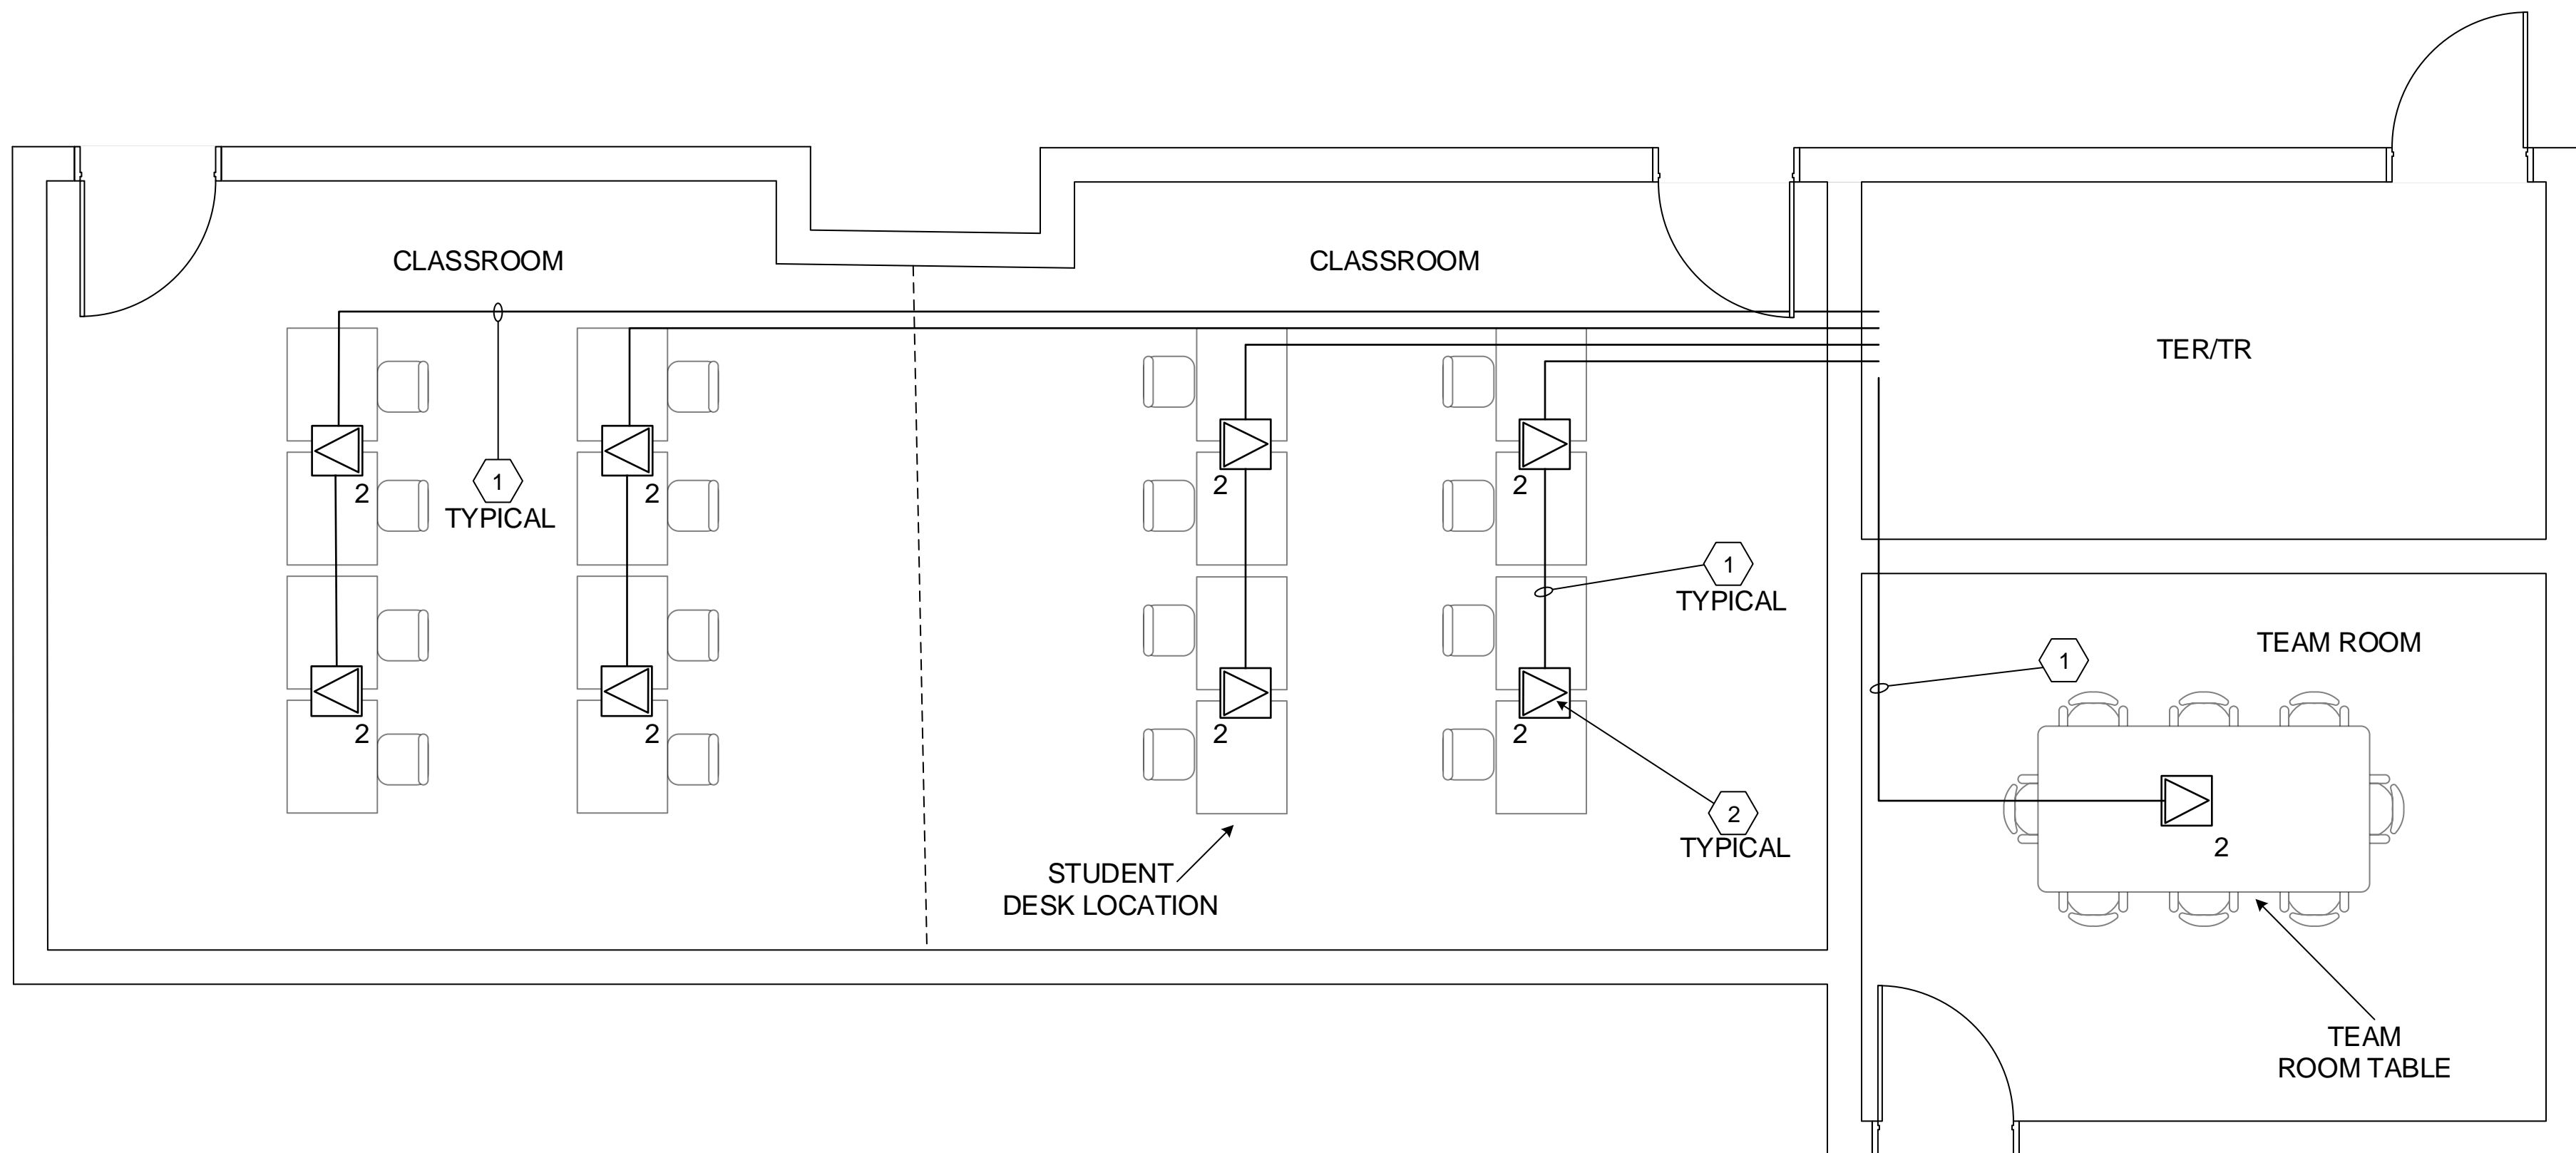 CLASSROOM
CLASSROOM
TER/TR
2
2
2
2
1
TYPICAL
1
TYPICAL
TEAM ROOM
1
2
2
2
2
2
TYPICAL
2
STUDENT
DESK LOCATION
TEAM
ROOM TABLE